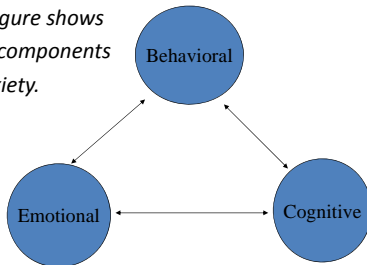 gure shows
components
iety.
Behavioral
Emotional
Cognitive